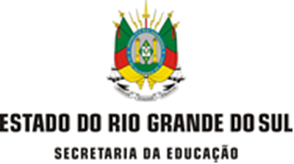 ESTADO DO RIO GRANDE DO SUL
SECRETARIA DA EDUCAÇÃO